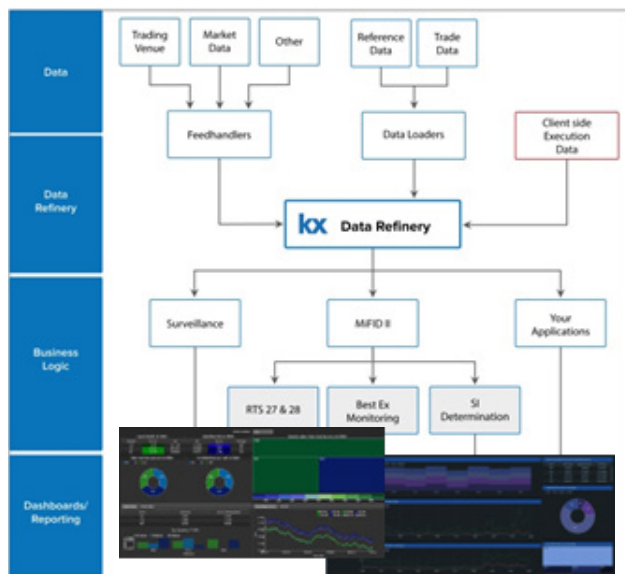 Data
Trading
Venue
Market
Data
Other
Reference
Data
Trade
Data
Feedhandlers
Data Loaders
Client side
Execution
Data
Data
Refinery
kx Data Refinery
Business
Logic
Surveillance
MiFID II
Your
Applications
RTS 27 & 28
Best Ex
Monitoring
SI
Determination
Dashboards/
Reporting